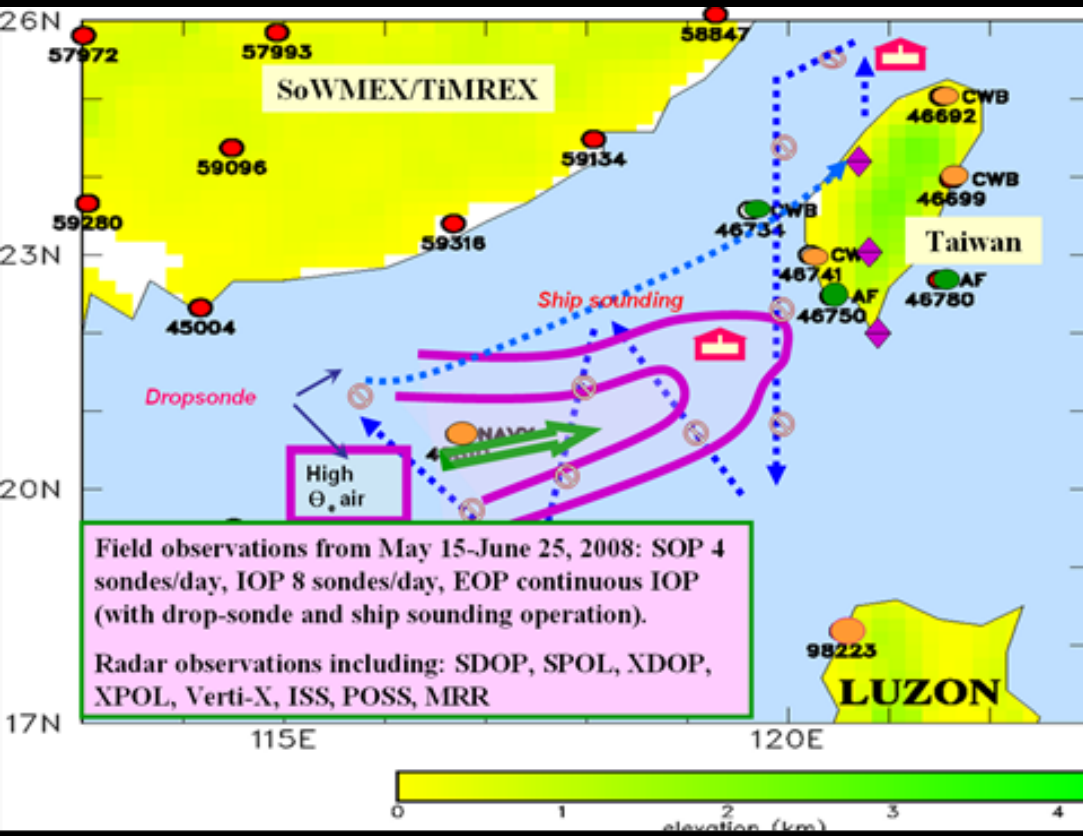 26N
57972
57993
58847
SoWMEX/TiMREX
CWB
46692
59096
59134
CWB
46699
59280
59316
CWB
46734
Taiwan
23N
46741
AF
46750
AF
46780
45004
Ship sounding
Dropsonde
High
Θe air
20N
Field observations from May 15-June 25, 2008: SOP 4
sondes/day, IOP 8 sondes/day, EOP continuous IOP
(with drop-sonde and ship sounding operation).
Radar observations including: SDOP, SPOL, XDOP,
XPOL, Verti-X, ISS, POSS, MRR
98223
LUZON
17N
115E
120E
0 1 2 3 4
elevation (km)